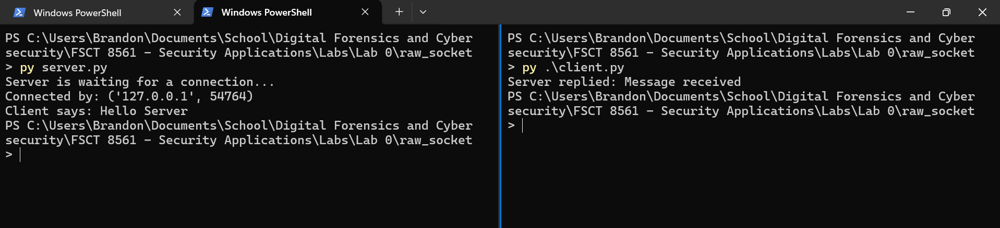 Windows PowerShell
Windows PowerShell
PS C:\Users\Brandon\Documents\School\Digital Forensics and Cyber
security\FSCT 8561 - Security Applications\Labs\Lab 0\raw_socket
> py server.py
Server is waiting for a connection...
Connected by: ('127.0.0.1', 54764)
Client says: Hello Server
PS C:\Users\Brandon\Documents\School\Digital Forensics and Cyber
security\FSCT 8561 - Security Applications\Labs\Lab 0\raw_socket
>
PS C:\Users\Brandon\Documents\School\Digital Forensics and Cyber
security\FSCT 8561 - Security Applications\Labs\Lab 0\raw_socket
> py .\client.py
Server replied: Message received
PS C:\Users\Brandon\Documents\School\Digital Forensics and Cyber
security\FSCT 8561 - Security Applications\Labs\Lab 0\raw_socket
>